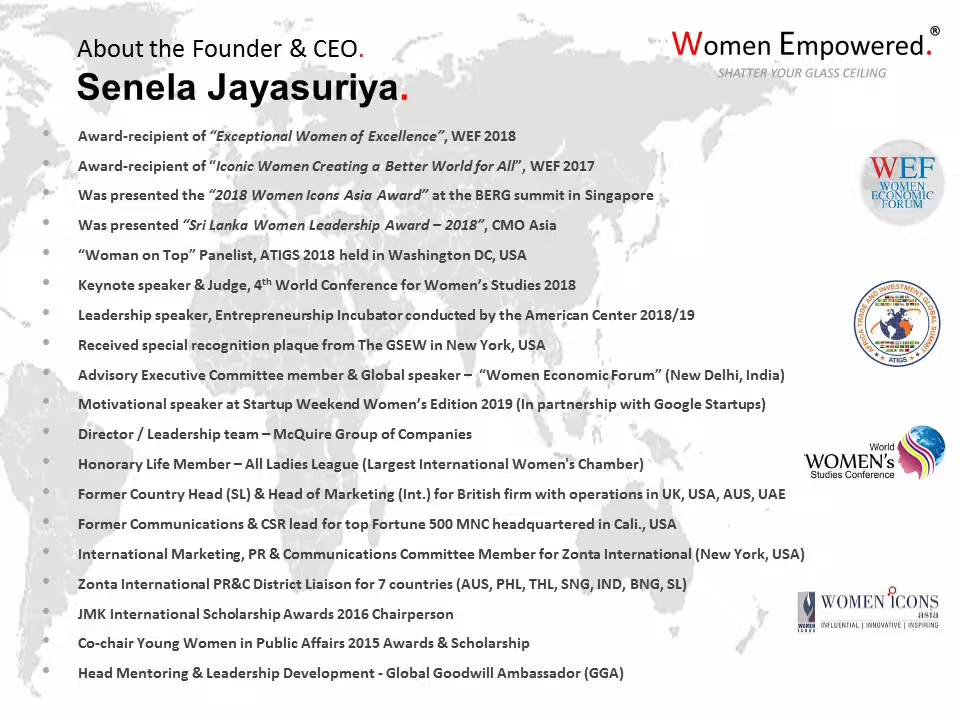 About the Founder & CEO.
Women Empowered.®
SHATTER YOUR GLASS CEILING
Senela Jayasuriya.
• Award-recipient of “Exceptional Women of Excellence”, WEF 2018
• Award-recipient of “Iconic Women Creating a Better World for All”, WEF 2017
• Was presented the “2018 Women Icons Asia Award” at the BERG summit in Singapore
• Was presented “Sri Lanka Women Leadership Award – 2018”, CMO Asia
• “Woman on Top” Panelist, ATIGS 2018 held in Washington DC, USA
• Keynote speaker & Judge, 4th World Conference for Women’s Studies 2018
• Leadership speaker, Entrepreneurship Incubator conducted by the American Center 2018/19
• Received special recognition plaque from The GSEW in New York, USA
• Advisory Executive Committee member & Global speaker – “Women Economic Forum” (New Delhi, India)
• Motivational speaker at Startup Weekend Women’s Edition 2019 (In partnership with Google Startups)
• Director / Leadership team – McQuire Group of Companies
• Honorary Life Member – All Ladies League (Largest International Women's Chamber)
• Former Country Head (SL) & Head of Marketing (Int.) for British firm with operations in UK, USA, AUS, UAE
• Former Communications & CSR lead for top Fortune 500 MNC headquartered in Cali., USA
• International Marketing, PR & Communications Committee Member for Zonta International (New York, USA)
• Zonta International PR&C District Liaison for 7 countries (AUS, PHL, THL, SNG, IND, BNG, SL)
• JMK International Scholarship Awards 2016 Chairperson
• Co-chair Young Women in Public Affairs 2015 Awards & Scholarship
• Head Mentoring & Leadership Development - Global Goodwill Ambassador (GGA)
WEF
WOMEN
ECONOMIC
FORUM
AFRICA TRADE AND INVESTMENT GLOBAL SUMMIT
ATIGS
World
WOMEN's
Studies Conference
WOMEN ICONS
asia
WOMEN
ICONS
INFLUENTIAL | INNOVATIVE | INSPIRING